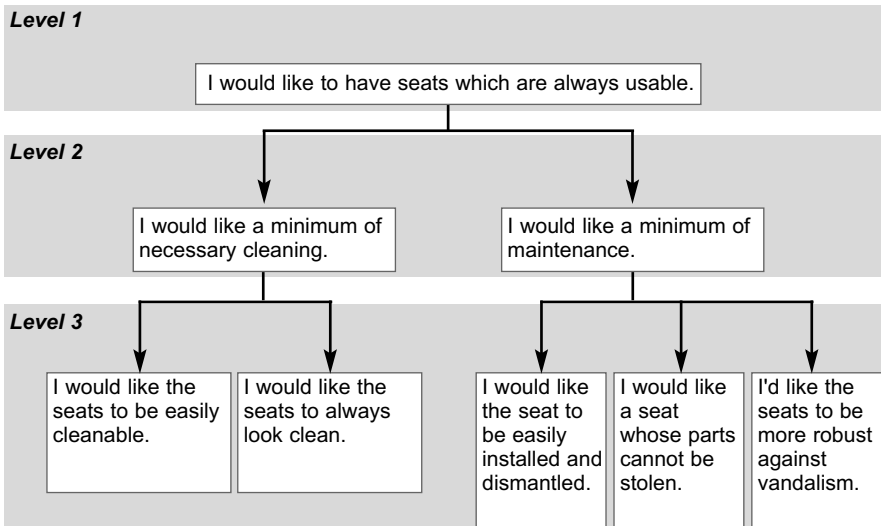 Level 1
I would like to have seats which are always usable.
Level 2
I would like a minimum of
necessary cleaning.
I would like a minimum of
maintenance.
Level 3
I would like the
seats to be easily
cleanable.
I would like the
seats to always
look clean.
I would like
the seat to
be easily
installed and
dismantled.
I would like
a seat
whose parts
cannot be
stolen.
I'd like the
seats to be
more robust
against
vandalism.